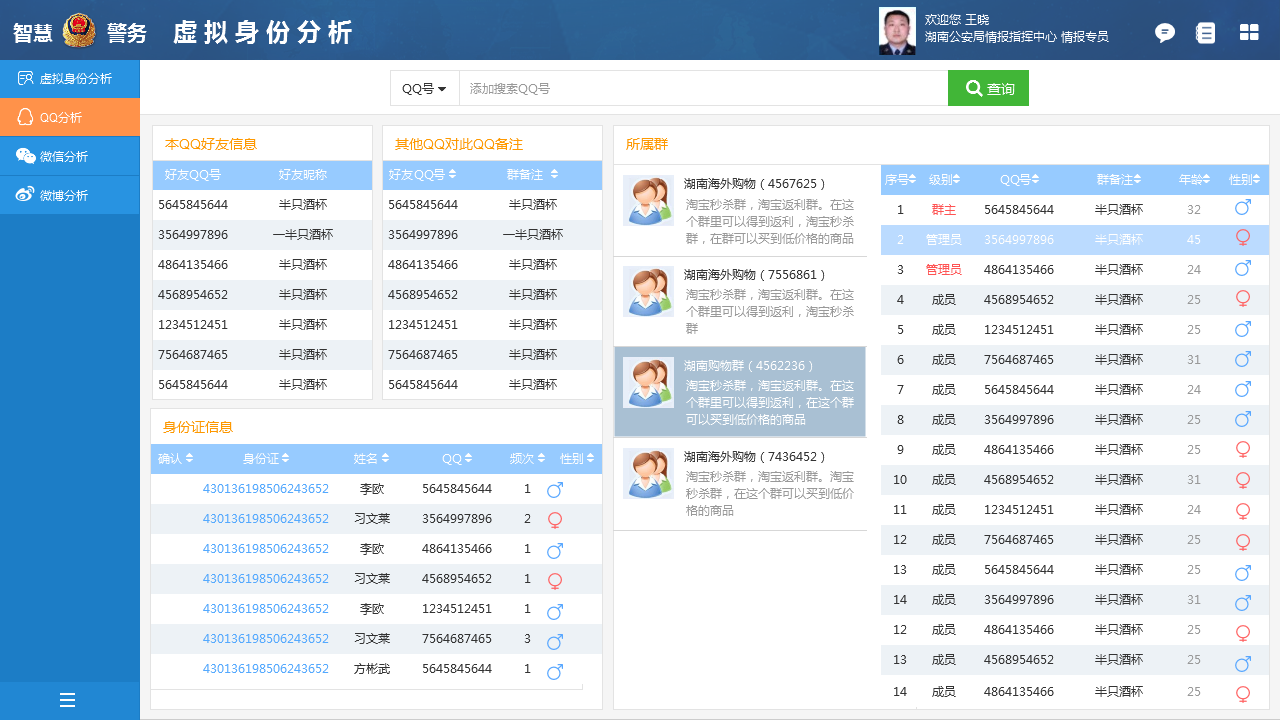 智慧 警务 虚拟身份分析
欢迎您 王晓
湖南公安局情报指挥中心 情报专员
虚拟身份分析
QQ分析
微信分析
微博分析
QQ号 添加搜索QQ号 查询
本QQ好友信息
好友QQ号 好友昵称
5645845644 半只酒杯
3564997896 一半只酒杯
4864135466 半只酒杯
4568954652 半只酒杯
1234512451 半只酒杯
7564687465 半只酒杯
5645845644 半只酒杯
其他QQ对此QQ备注
好友QQ号 群备注
5645845644 半只酒杯
3564997896 一半只酒杯
4864135466 半只酒杯
4568954652 半只酒杯
1234512451 半只酒杯
7564687465 半只酒杯
5645845644 半只酒杯
身份证信息
确认 身份证 姓名 QQ 频次 性别
430136198506243652 李欧 5645845644 1
430136198506243652 习文莱 3564997896 2
430136198506243652 李欧 4864135466 1
430136198506243652 习文莱 4568954652 1
430136198506243652 李欧 1234512451 1
430136198506243652 习文莱 7564687465 3
430136198506243652 方彬武 5645845644 1
所属群
湖南海外购物（4567625）
淘宝秒杀群，淘宝返利群。在这
个群里可以得到返利，淘宝秒杀
群，在群可以买到低价格的商品
湖南海外购物（7556861）
淘宝秒杀群，淘宝返利群。在这
个群里可以得到返利，淘宝秒杀
群
湖南购物群（4562236）
淘宝秒杀群，淘宝返利群。在这
个群里可以得到返利，在这个群
可以买到低价格的商品
湖南海外购物（7436452）
淘宝秒杀群，淘宝返利群。淘宝
秒杀群，在这个群可以买到低价
格的商品
序号 级别 QQ号 群备注 年龄 性别
1 群主 5645845644 半只酒杯 32
2 管理员 3564997896 半只酒杯 45
3 管理员 4864135466 半只酒杯 24
4 成员 4568954652 半只酒杯 25
5 成员 1234512451 半只酒杯 25
6 成员 7564687465 半只酒杯 31
7 成员 5645845644 半只酒杯 24
8 成员 3564997896 半只酒杯 25
9 成员 4864135466 半只酒杯 25
10 成员 4568954652 半只酒杯 31
11 成员 1234512451 半只酒杯 24
12 成员 7564687465 半只酒杯 25
13 成员 5645845644 半只酒杯 25
14 成员 3564997896 半只酒杯 31
12 成员 4864135466 半只酒杯 25
13 成员 4568954652 半只酒杯 25
14 成员 4864135466 半只酒杯 25